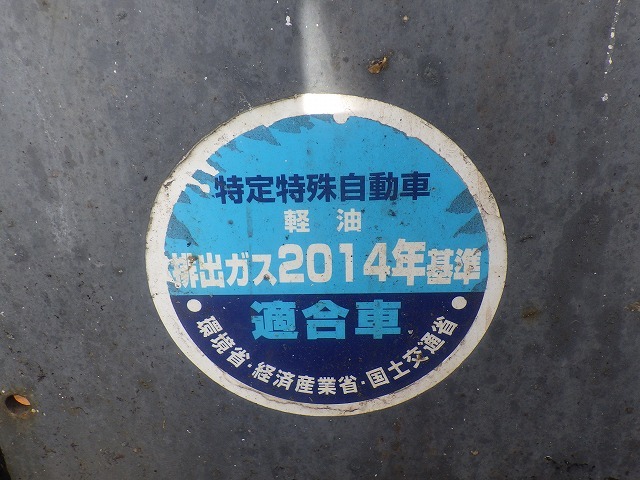 特定特殊自動車
軽油
排出ガス2014年基準
適合車
環境省・経済産業省・国土交通省